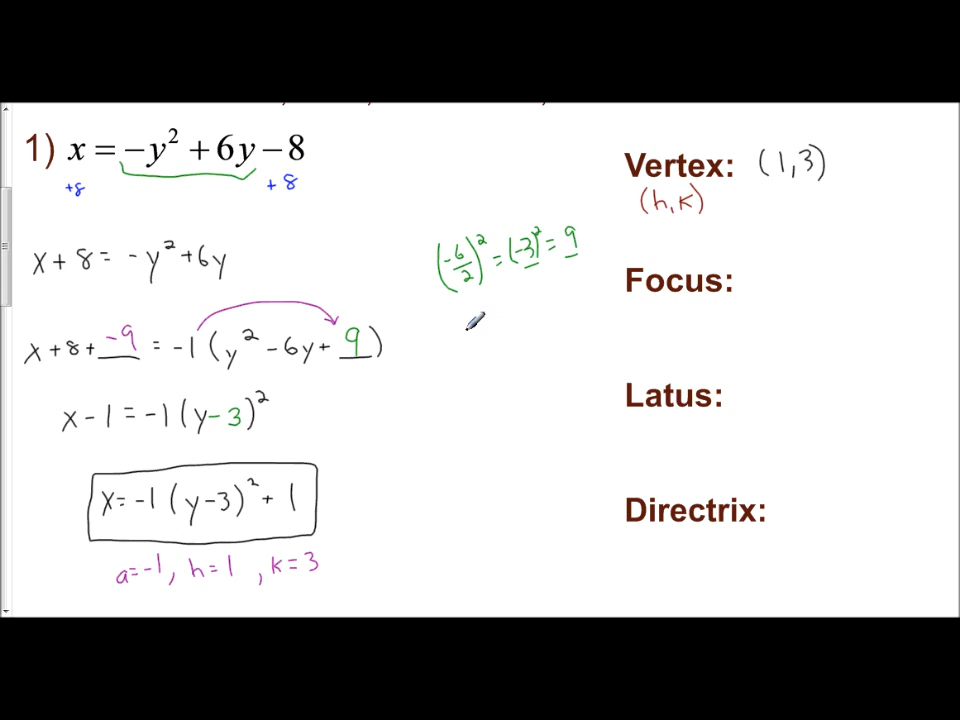 1) x = −y² + 6y − 8
+8 +8
x + 8 = -y² + 6y
x + 8 + -9 = -1 (y² - 6y + 9)
x - 1 = -1 (y - 3)²
x = -1 (y - 3)² + 1
a = -1, h = 1, k = 3
(-6/2)² = (-3)² = 9
Vertex: (1,3)
(h,k)
Focus:
Latus:
Directrix: